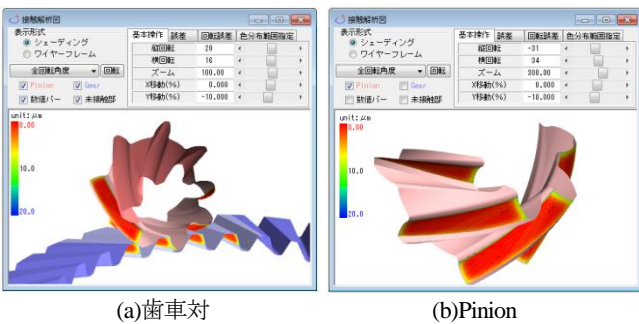 接触解析図
表示形式
シェーディング
ワイヤーフレーム
全回転角度
回転
Pinion
Gear
数値バー
未接触部
基本操作
誤差
回転誤差
色分布範囲指定
縦回転
28
横回転
16
ズーム
100.00
X移動(%)
0.000
Y移動(%)
-10.000
unit:μm
0.00
10.0
20.0
(a)歯車対
接触解析図
表示形式
シェーディング
ワイヤーフレーム
全回転角度
回転
Pinion
Gear
数値バー
未接触部
基本操作
誤差
回転誤差
色分布範囲指定
縦回転
-31
横回転
34
ズーム
300.00
X移動(%)
0.000
Y移動(%)
-10.000
unit:μm
0.00
10.0
20.0
(b)Pinion